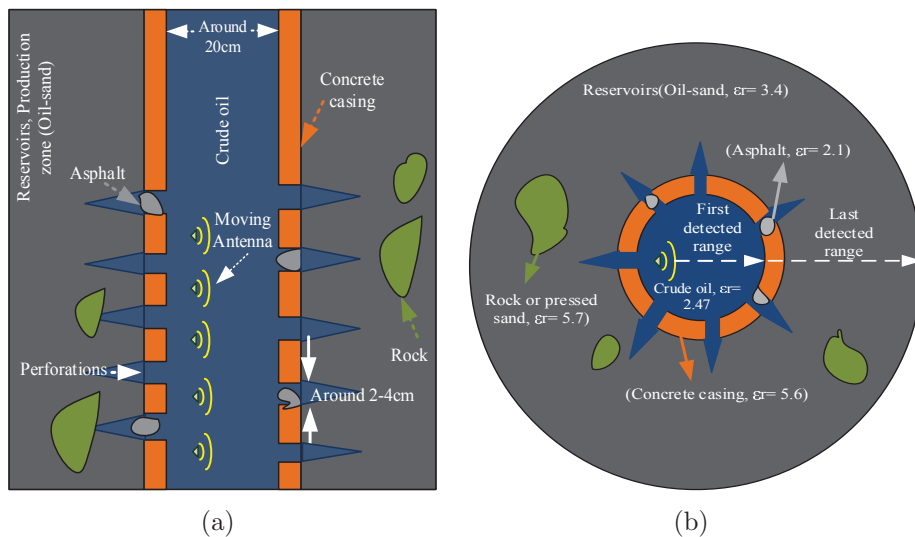 Around
20cm
Reservoirs, Production
zone (Oil-sand)
Crude oil
Concrete
casing
Asphalt
Moving
Antenna
Rock
Perforations
Around 2-4cm
(a)
Reservoirs(Oil-sand, εr= 3.4)
(Asphalt, εr= 2.1)
First
detected
range
Last
detected
range
Crude oil, εr=
2.47
Rock or pressed
sand, εr= 5.7)
(Concrete casing, εr= 5.6)
(b)